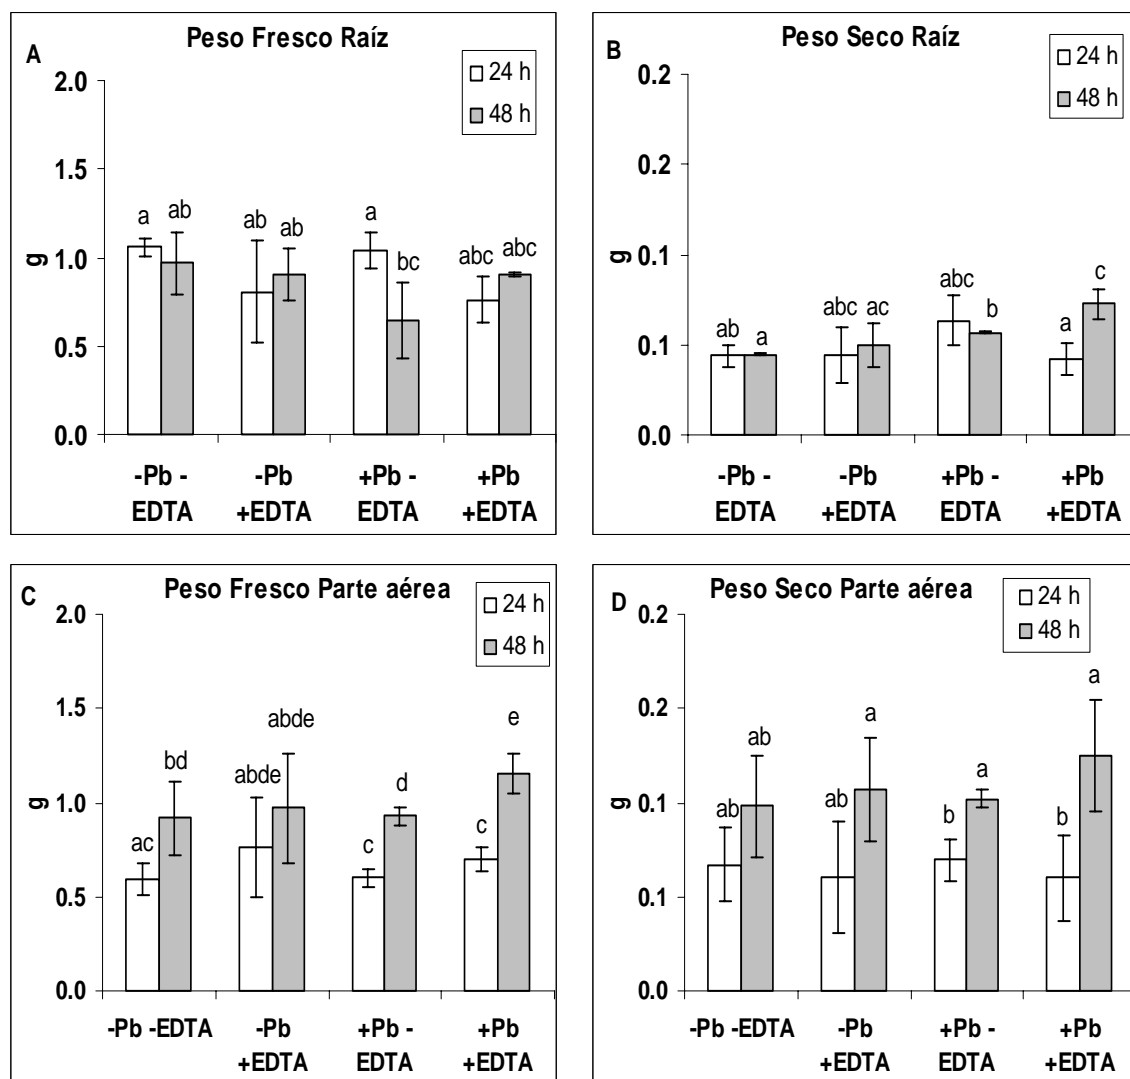 A
Peso Fresco Raíz
24 h
48 h
2.0
1.5
1.0
0.5
0.0
g
a
ab
ab
ab
a
bc
abc
abc
-Pb -
EDTA
-Pb
+EDTA
+Pb -
EDTA
+Pb
+EDTA
B
Peso Seco Raíz
24 h
48 h
0.2
0.2
0.1
0.1
0.0
g
ab
a
abc
ac
abc
b
a
c
-Pb -
EDTA
-Pb
+EDTA
+Pb -
EDTA
+Pb
+EDTA
C
Peso Fresco Parte aérea
24 h
48 h
2.0
1.5
1.0
0.5
0.0
g
ac
bd
abde
abde
c
d
c
e
-Pb -EDTA
-Pb
+EDTA
+Pb -
EDTA
+Pb
+EDTA
D
Peso Seco Parte aérea
24 h
48 h
0.2
0.2
0.1
0.1
0.0
g
ab
ab
ab
a
b
a
b
a
-Pb -EDTA
-Pb
+EDTA
+Pb -
EDTA
+Pb
+EDTA